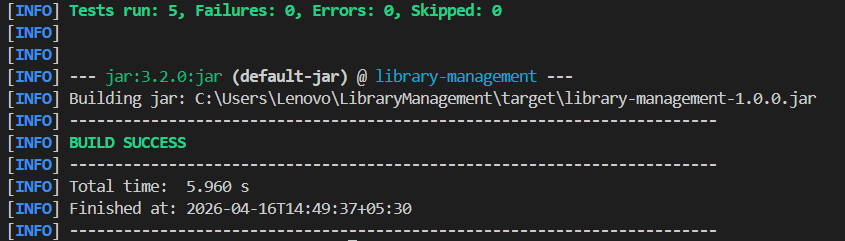 [INFO] Tests run: 5, Failures: 0, Errors: 0, Skipped: 0
[INFO]
[INFO]
[INFO] --- jar:3.2.0:jar (default-jar) @ library-management ---
[INFO] Building jar: C:\Users\Lenovo\LibraryManagement\target\library-management-1.0.0.jar
[INFO] ------------------------------------------------------------------------
[INFO] BUILD SUCCESS
[INFO] ------------------------------------------------------------------------
[INFO] Total time:  5.960 s
[INFO] Finished at: 2026-04-16T14:49:37+05:30
[INFO] ------------------------------------------------------------------------